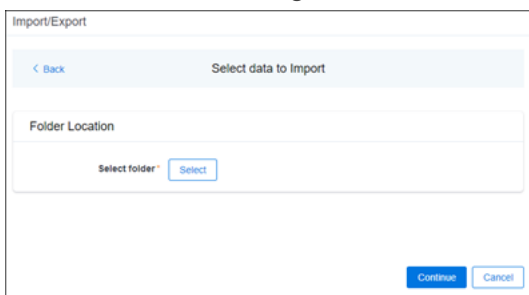 Import/Export
< Back
Select data to Import
Folder Location
Select folder*
Select
Continue
Cancel